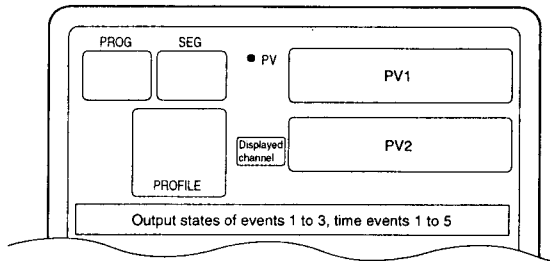 PROG SEG
PV
PV1
Displayed
channel
PV2
PROFILE
Output states of events 1 to 3, time events 1 to 5